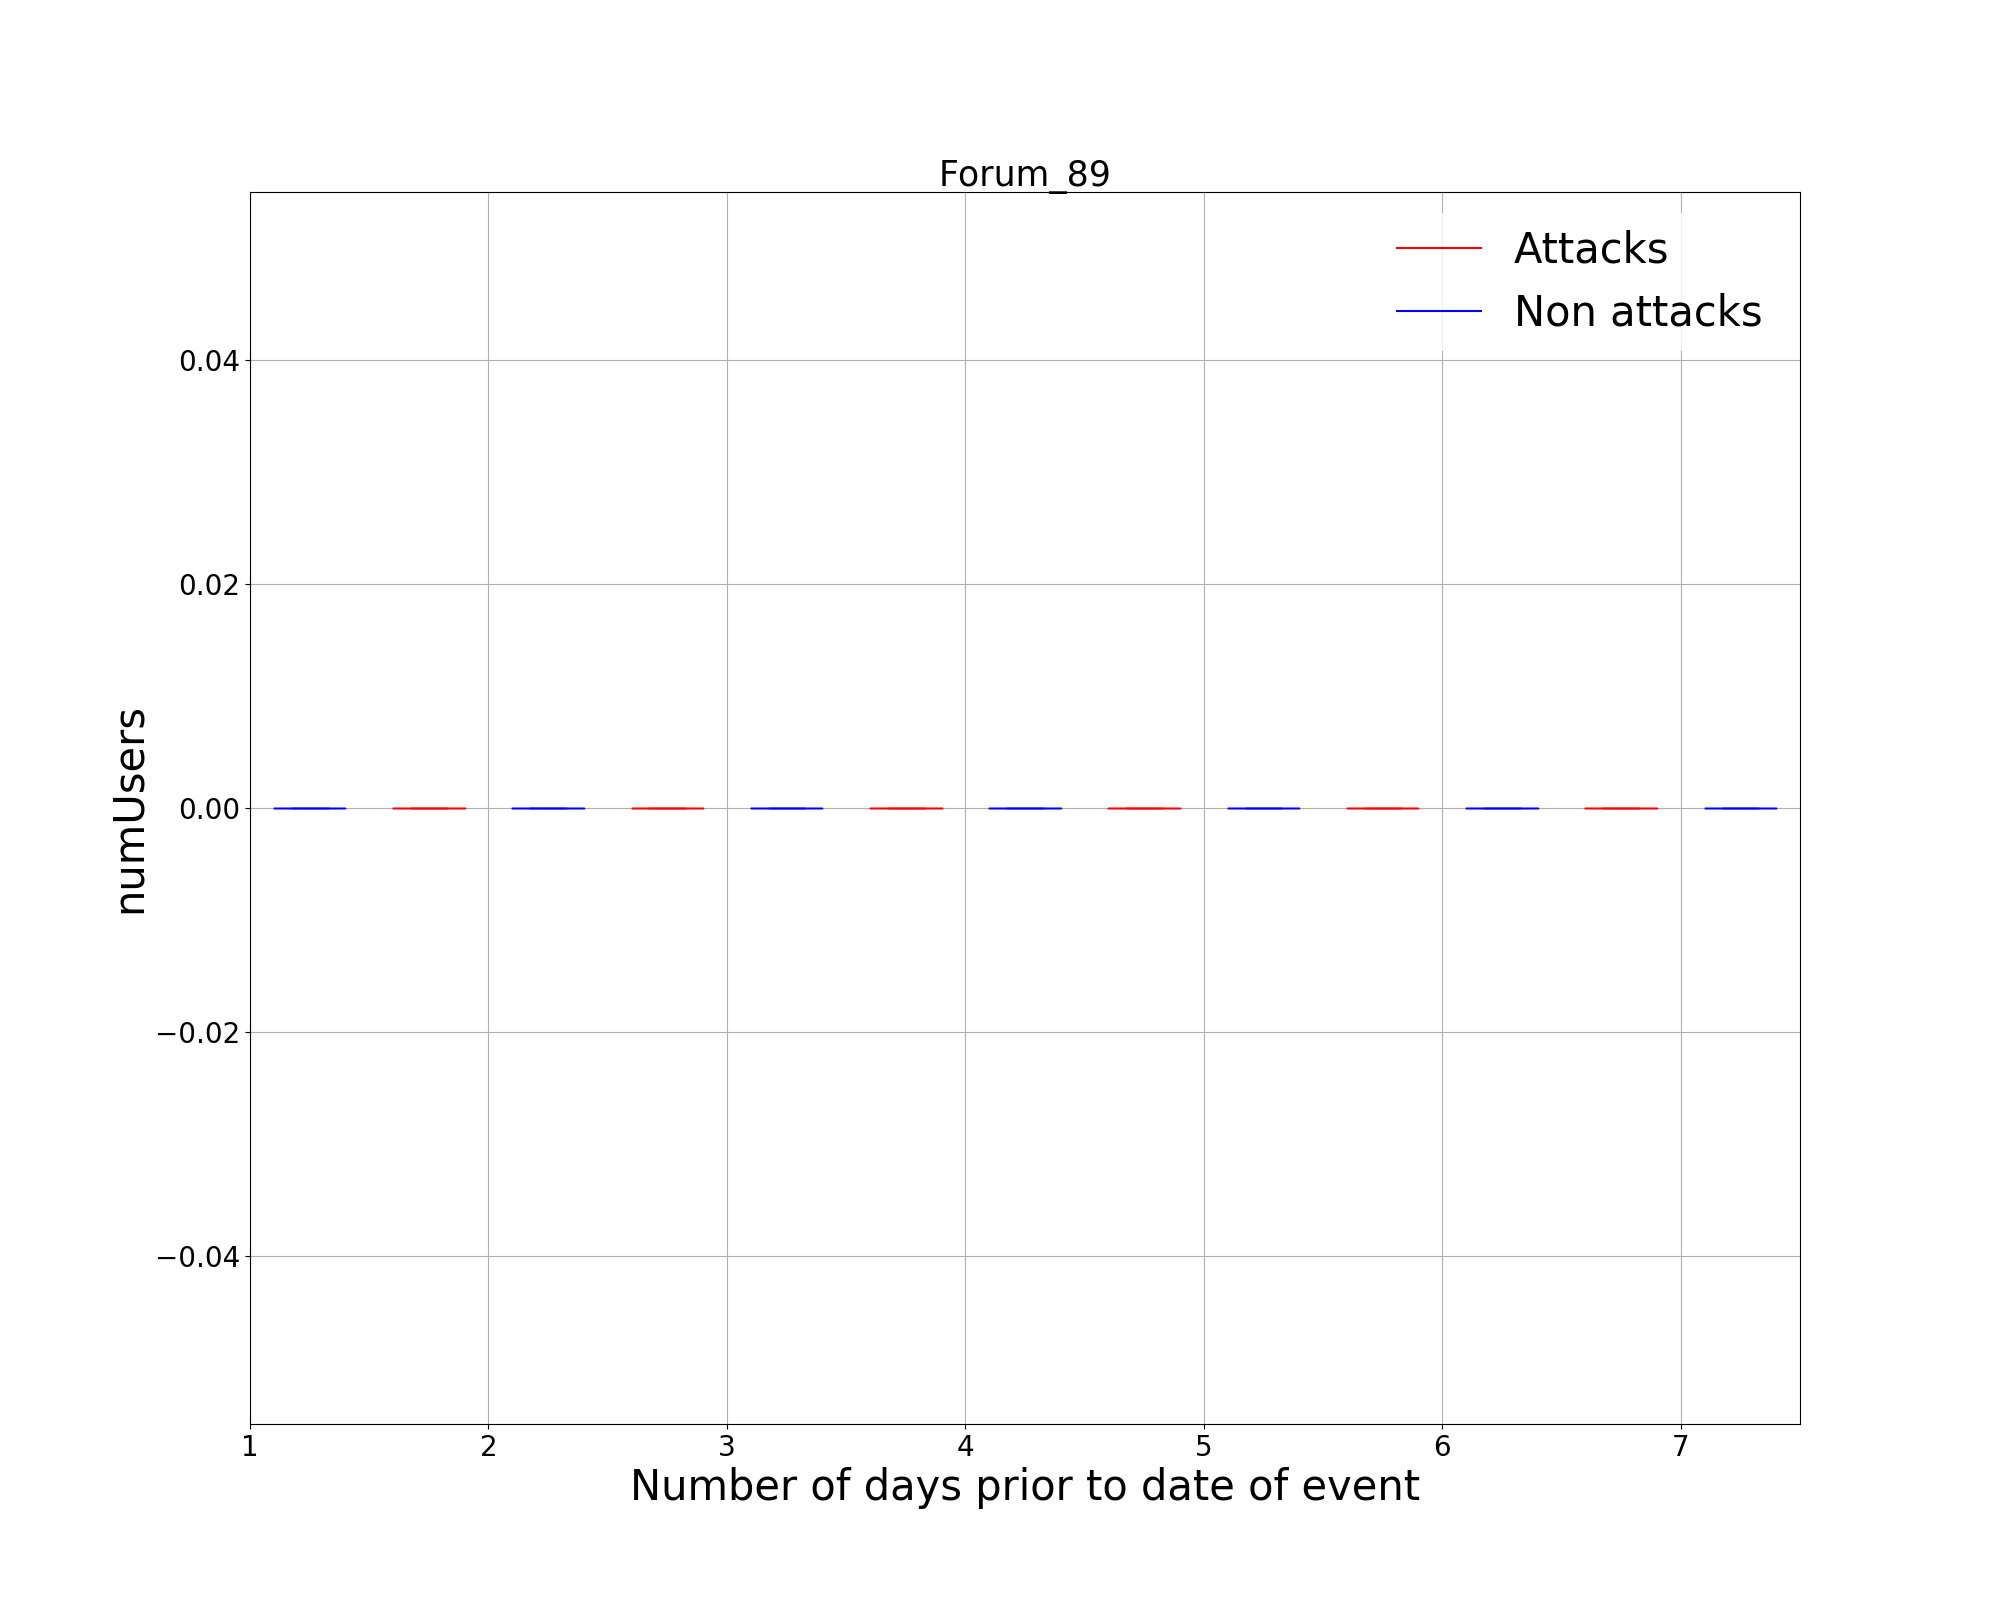 Forum_89
Attacks
Non attacks
0.04
0.02
0.00
−0.02
−0.04
numUsers
1 2 3 4 5 6 7
Number of days prior to date of event